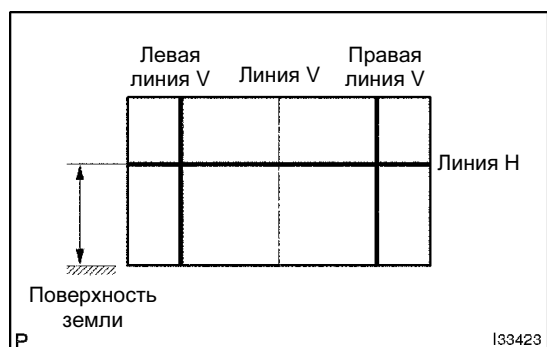 Левая
линия V
Линия V
Правая
линия V
Линия H
Поверхность
земли
P
I33423